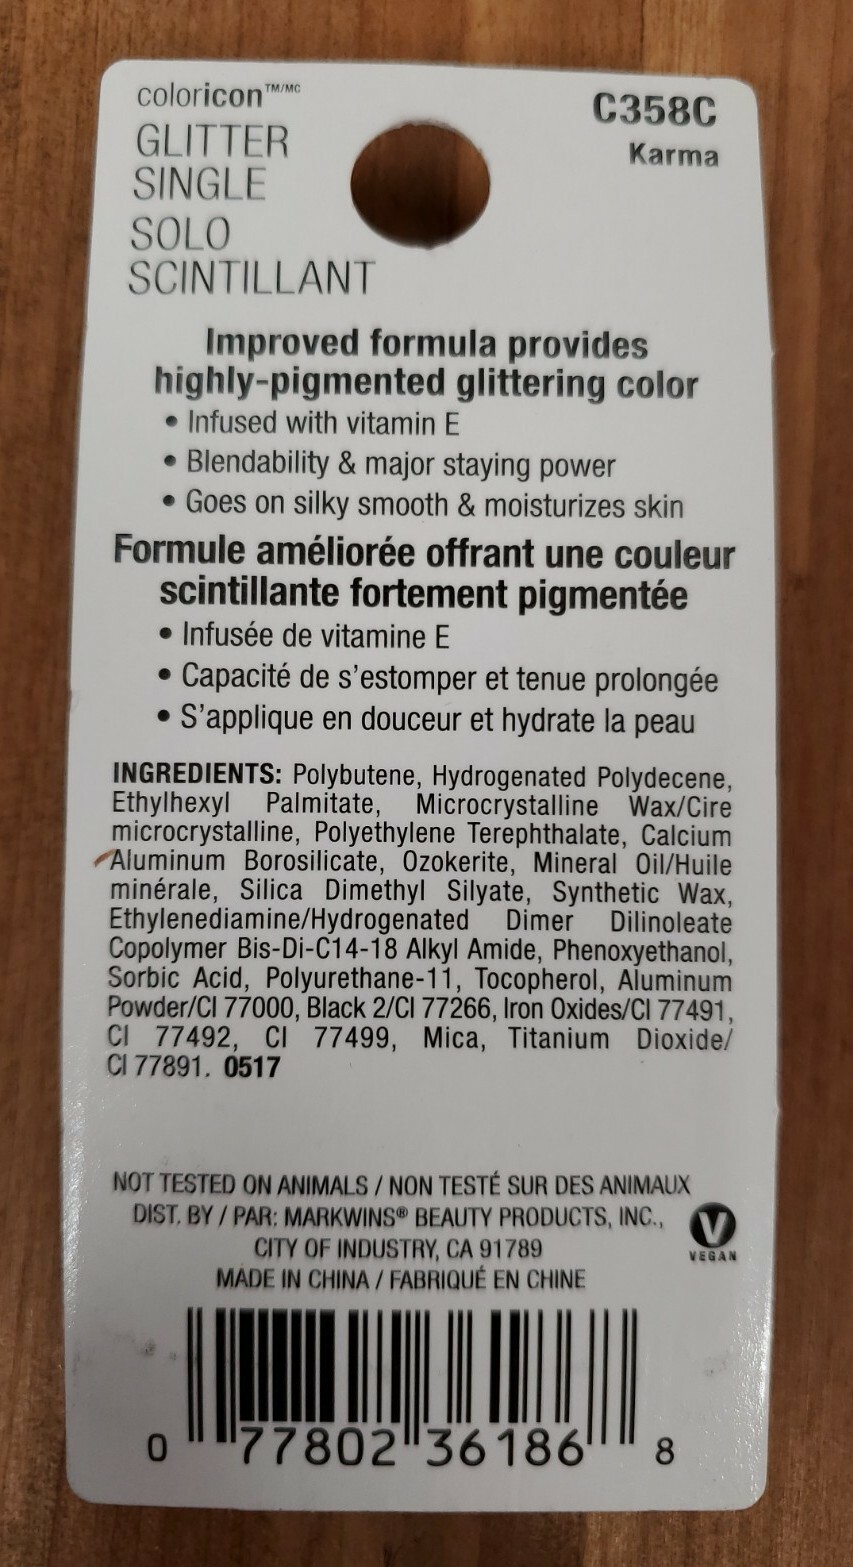 coloricon™/MC
GLITTER
SINGLE
SOLO
SCINTILLANT
C358C
Karma
Improved formula provides
highly-pigmented glittering color
• Infused with vitamin E
• Blendability & major staying power
• Goes on silky smooth & moisturizes skin
Formule améliorée offrant une couleur
scintillante fortement pigmentée
• Infusée de vitamine E
• Capacité de s’estomper et tenue prolongée
• S’applique en douceur et hydrate la peau
INGREDIENTS: Polybutene, Hydrogenated Polydecene,
Ethylhexyl Palmitate, Microcrystalline Wax/Cire
microcrystalline, Polyethylene Terephthalate, Calcium
Aluminum Borosilicate, Ozokerite, Mineral Oil/Huile
minérale, Silica Dimethyl Silyate, Synthetic Wax,
Ethylenediamine/Hydrogenated Dimer Dilinoleate
Copolymer Bis-Di-C14-18 Alkyl Amide, Phenoxyethanol,
Sorbic Acid, Polyurethane-11, Tocopherol, Aluminum
Powder/CI 77000, Black 2/CI 77266, Iron Oxides/CI 77491,
CI 77492, CI 77499, Mica, Titanium Dioxide/
CI 77891. 0517
NOT TESTED ON ANIMALS / NON TESTÉ SUR DES ANIMAUX
DIST. BY / PAR: MARKWINS® BEAUTY PRODUCTS, INC.,
CITY OF INDUSTRY, CA 91789
MADE IN CHINA / FABRIQUÉ EN CHINE
V
VEGAN
0 77802 36186 8